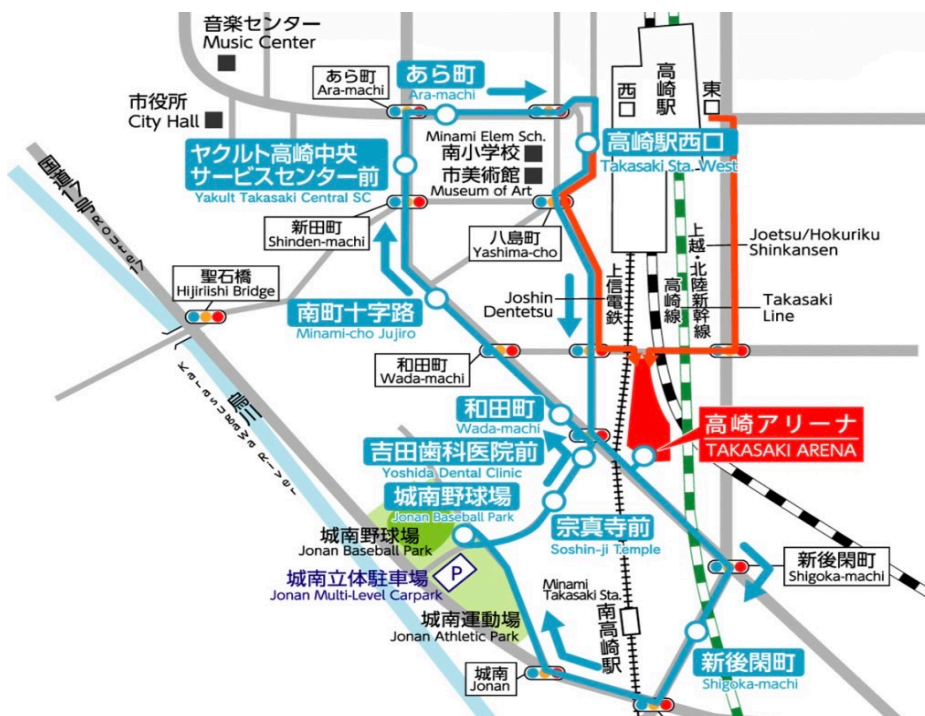 音楽センター
Music Center
市役所
City Hall
あら町
Ara-machi
あら町
Ara-machi
高崎駅
西口
東口
ヤクルト高崎中央
サービスセンター前
Yakult Takasaki Central SC
Minami Elem Sch.
南小学校
市美術館
Museum of Art
高崎駅西口
Takasaki Sta. West
国道17号
Route 17
新田町
Shinden-machi
八島町
Yashima-cho
聖石橋
Hijiriishi Bridge
南町十字路
Minami-cho Jujiro
Joshin
Dentetsu
上信電鉄
高崎線
上越・北陸新幹線
Joetsu/Hokuriku
Shinkansen
Takasaki
Line
和田町
Wada-machi
烏川
Karasugawa River
和田町
Wada-machi
高崎アリーナ
TAKASAKI ARENA
吉田歯科医院前
Yoshida Dental Clinic
城南野球場
Jonan Baseball Park
城南野球場
Jonan Baseball Park
宗真寺前
Soshin-ji Temple
城南立体駐車場
Jonan Multi-Level Carpark
P
新後閑町
Shigoka-machi
Minami
Takasaki Sta.
南高崎駅
城南運動場
Jonan Athletic Park
城南
Jonan
新後閑町
Shigoka-machi